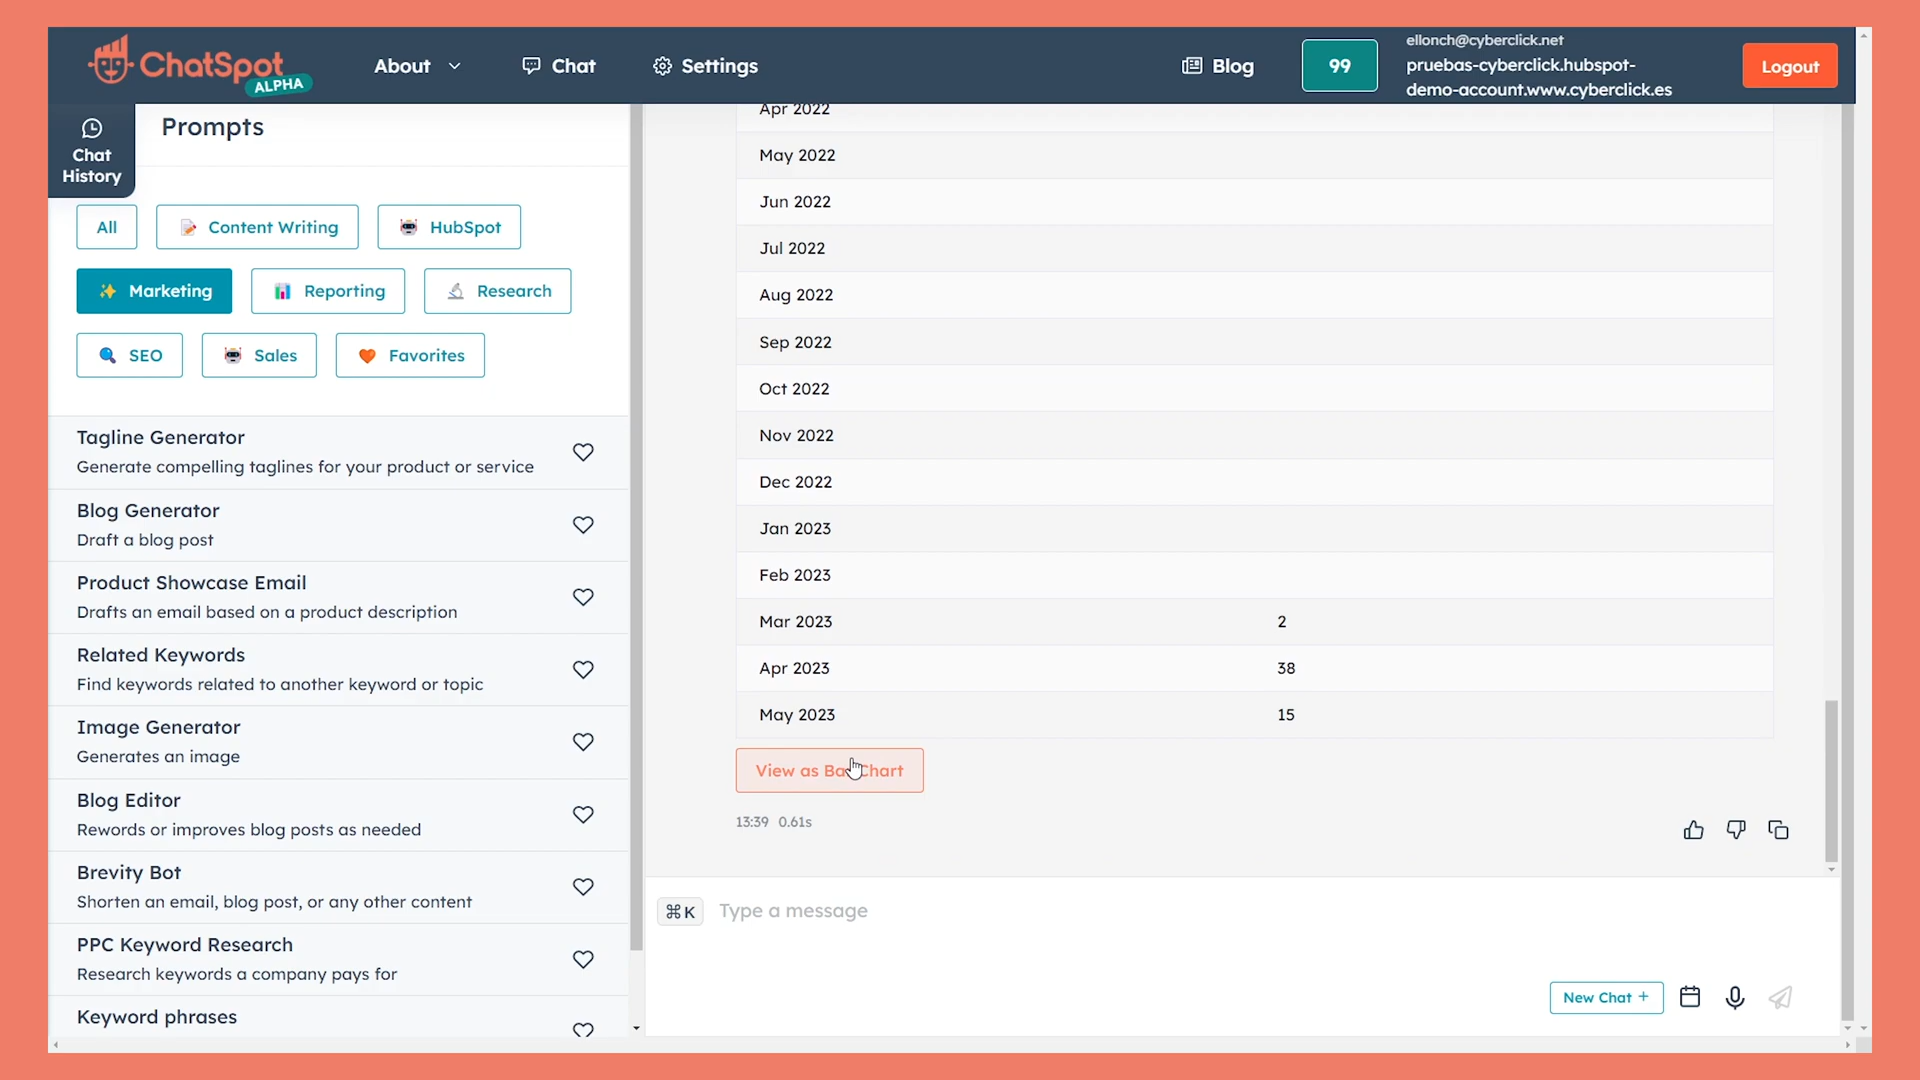 ChatSpot
ALPHA
About
Chat
Settings
Blog
99
ellonch@cyberclick.net
pruebas-cyberclick.hubspot-
demo-account.www.cyberclick.es
Logout
Chat
History
Prompts
All
Content Writing
HubSpot
Marketing
Reporting
Research
SEO
Sales
Favorites
Tagline Generator
Generate compelling taglines for your product or service
Blog Generator
Draft a blog post
Product Showcase Email
Drafts an email based on a product description
Related Keywords
Find keywords related to another keyword or topic
Image Generator
Generates an image
Blog Editor
Rewords or improves blog posts as needed
Brevity Bot
Shorten an email, blog post, or any other content
PPC Keyword Research
Research keywords a company pays for
Keyword phrases
Apr 2022
May 2022
Jun 2022
Jul 2022
Aug 2022
Sep 2022
Oct 2022
Nov 2022
Dec 2022
Jan 2023
Feb 2023
Mar 2023 2
Apr 2023 38
May 2023 15
View as Bar Chart
13:39 0.61s
⌘K
Type a message
New Chat +